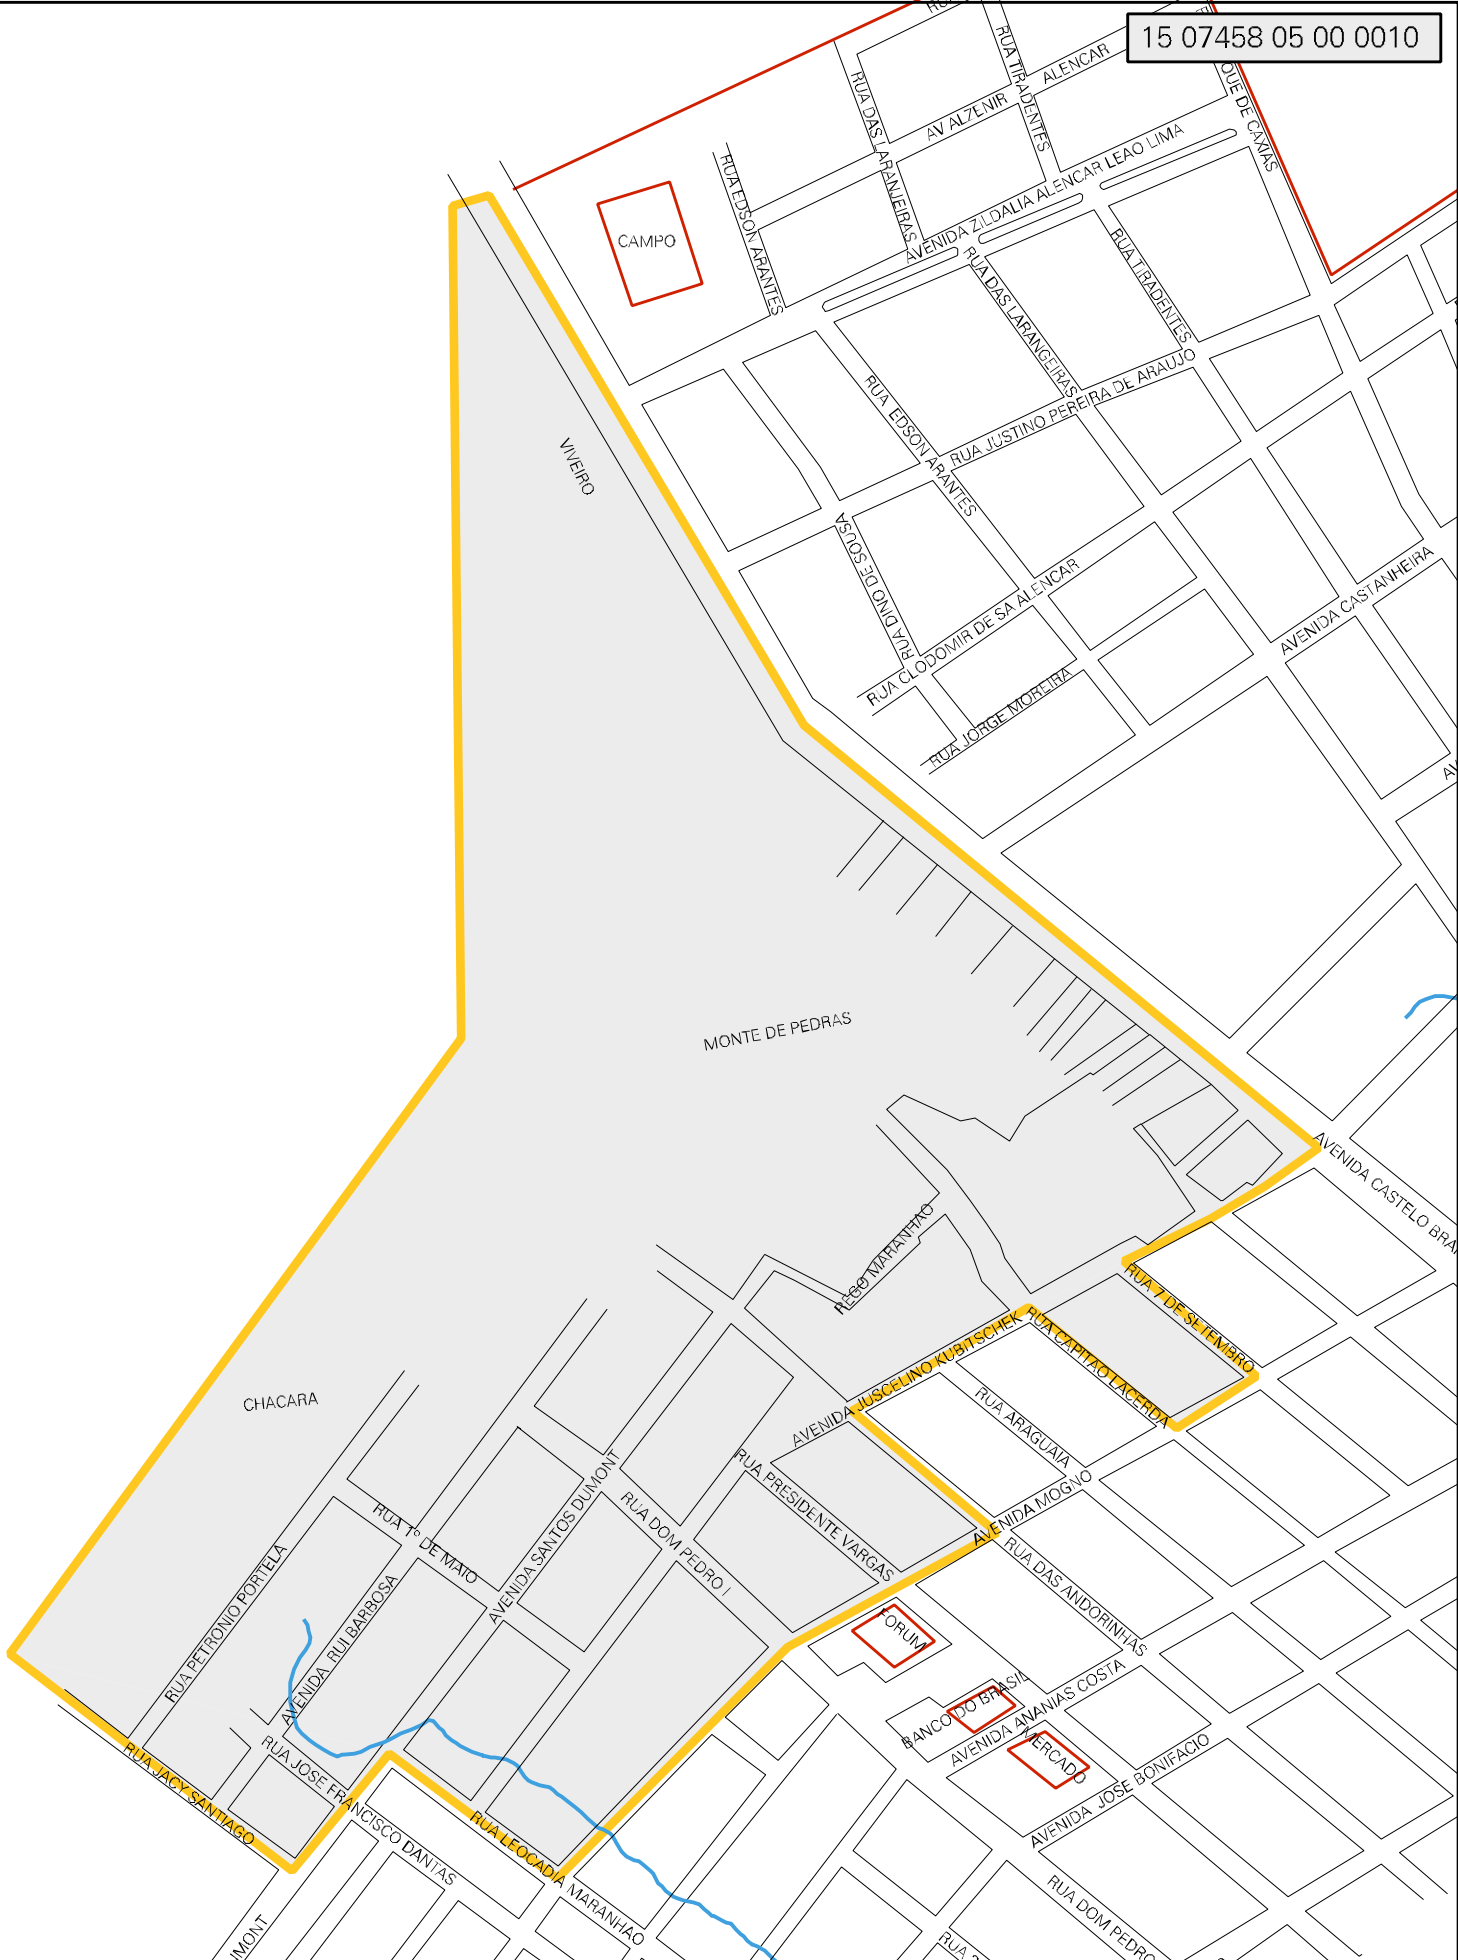 15 07458 05 00 0010
RUA TIRADENTES
AV ALZENIR ALENCAR
RUA DAS LARANJEIRAS
QUE DE CAXIAS
RUA EDSON ARANTES
AVENIDA ZILDALIA ALENCAR LEAO LIMA
CAMPO
RUA TIRADENTES
RUA DAS LARANGEIRAS
RUA JUSTINO PEREIRA DE ARAUJO
RUA EDSON ARANTES
VIVEIRO
RUA DINO DE SOUSA
RUA CLODOMIR DE SA ALENCAR
AVENIDA CASTANHEIRA
RUA JORGE MOREIRA
AV
MONTE DE PEDRAS
AVENIDA CASTELO BRA
REGO MARANHAO
RUA 7 DE SETEMBRO
AVENIDA JUSCELINO KUBITSCHEK
RUA CAPITAO LACERDA
CHACARA
RUA ARAGUAIA
RUA PRESIDENTE VARGAS
AVENIDA MOGNO
AVENIDA SANTOS DUMONT
RUA DOM PEDRO I
RUA 1º DE MAIO
RUA PETRONIO PORTELA
AVENIDA RUI BARBOSA
RUA DAS ANDORINHAS
FORUM
BANCO DO BRASIL
AVENIDA ANANIAS COSTA
MERCADO
AVENIDA JOSE BONIFACIO
RUA JACY SANTIAGO
RUA JOSE FRANCISCO DANTAS
RUA LEOCADIA MARANHAO
RUA DOM PEDRO
UMONT
RUA